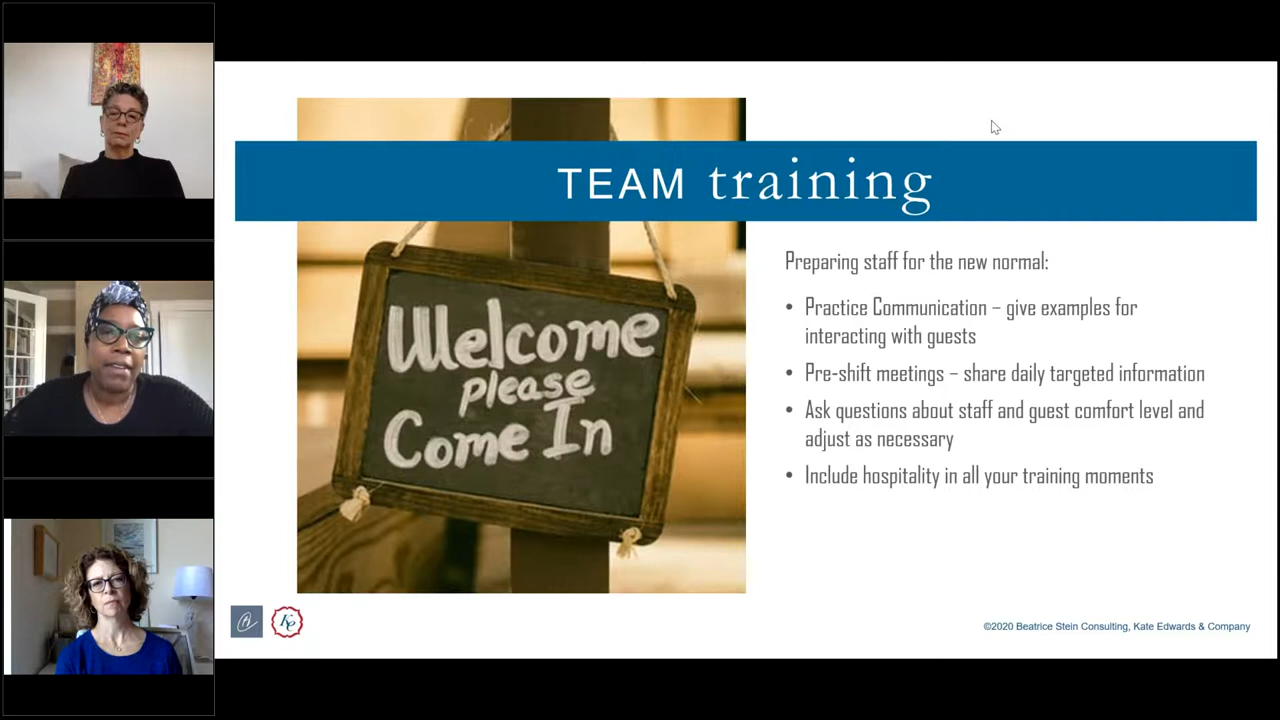 TEAM training
Welcome
please
Come In
Preparing staff for the new normal:
• Practice Communication – give examples for
interacting with guests
• Pre-shift meetings – share daily targeted information
• Ask questions about staff and guest comfort level and
adjust as necessary
• Include hospitality in all your training moments
©2020 Beatrice Stein Consulting, Kate Edwards & Company